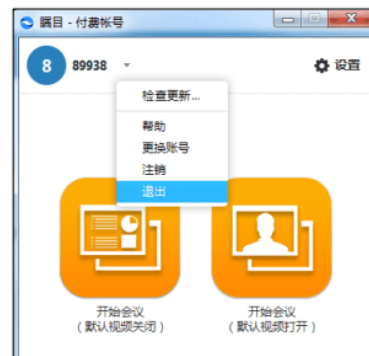 瞩目 - 付费帐号
8 89938 设置
检查更新...
帮助
更换账号
注销
退出
开始会议 开始会议
（默认视频关闭） （默认视频打开）